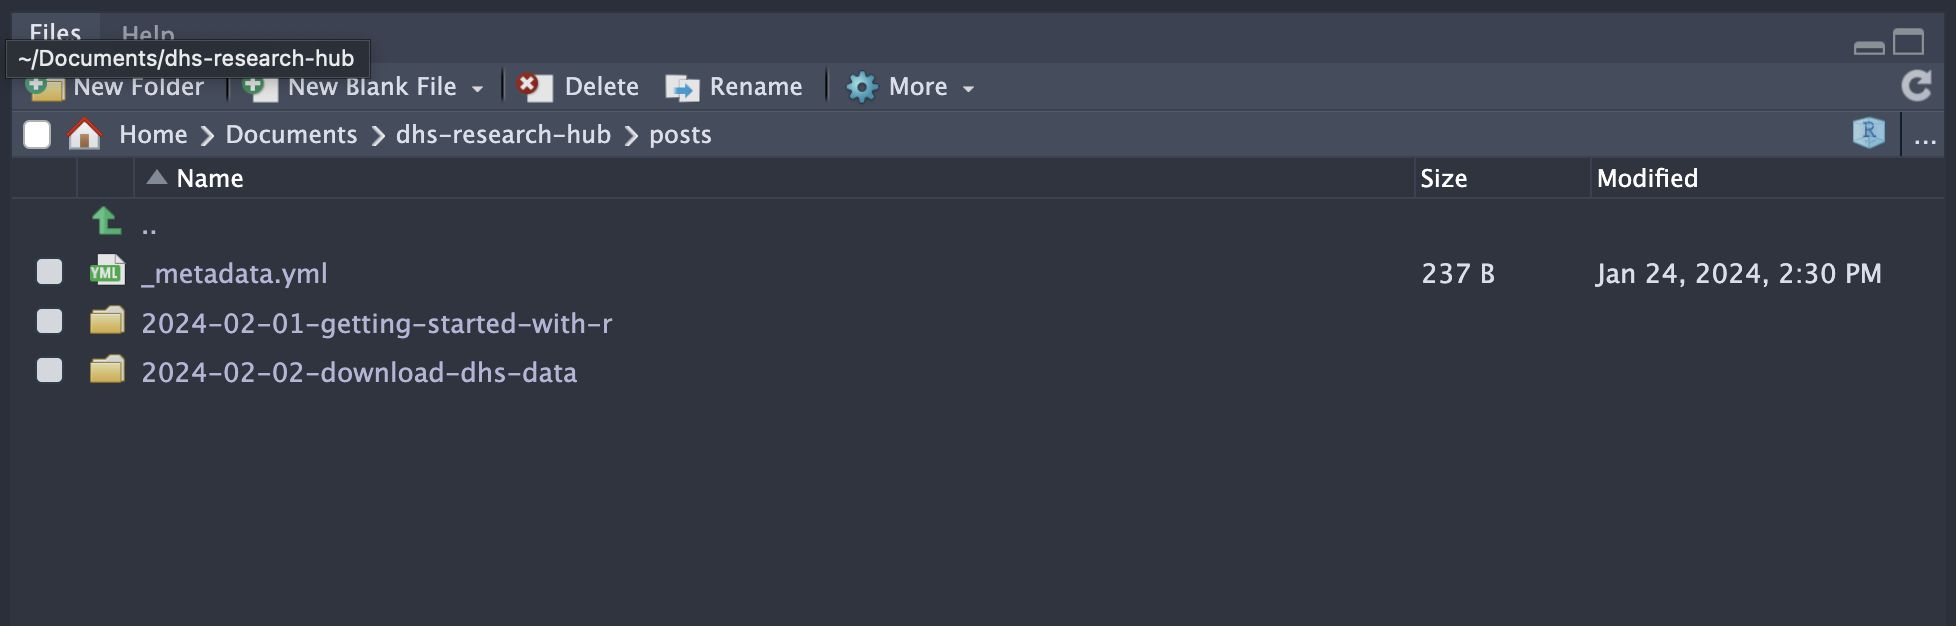 Files Help
~/Documents/dhs-research-hub
New Folder New Blank File Delete Rename More
Home Documents dhs-research-hub posts R ...
Name Size Modified
..
YML _metadata.yml 237 B Jan 24, 2024, 2:30 PM
2024-02-01-getting-started-with-r
2024-02-02-download-dhs-data